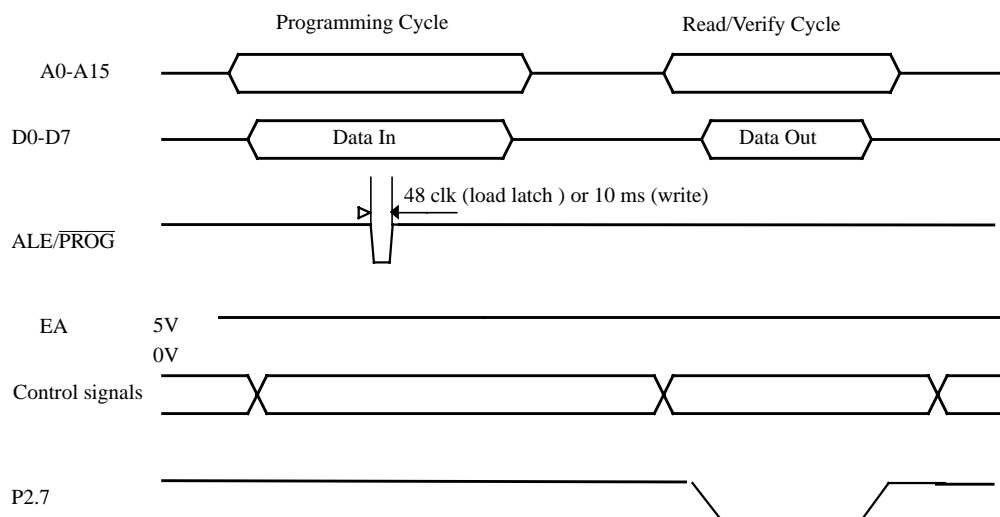 Programming Cycle
Read/Verify Cycle
A0-A15
D0-D7
Data In
Data Out
48 clk (load latch ) or 10 ms (write)
ALE/PROG
EA
5V
0V
Control signals
P2.7